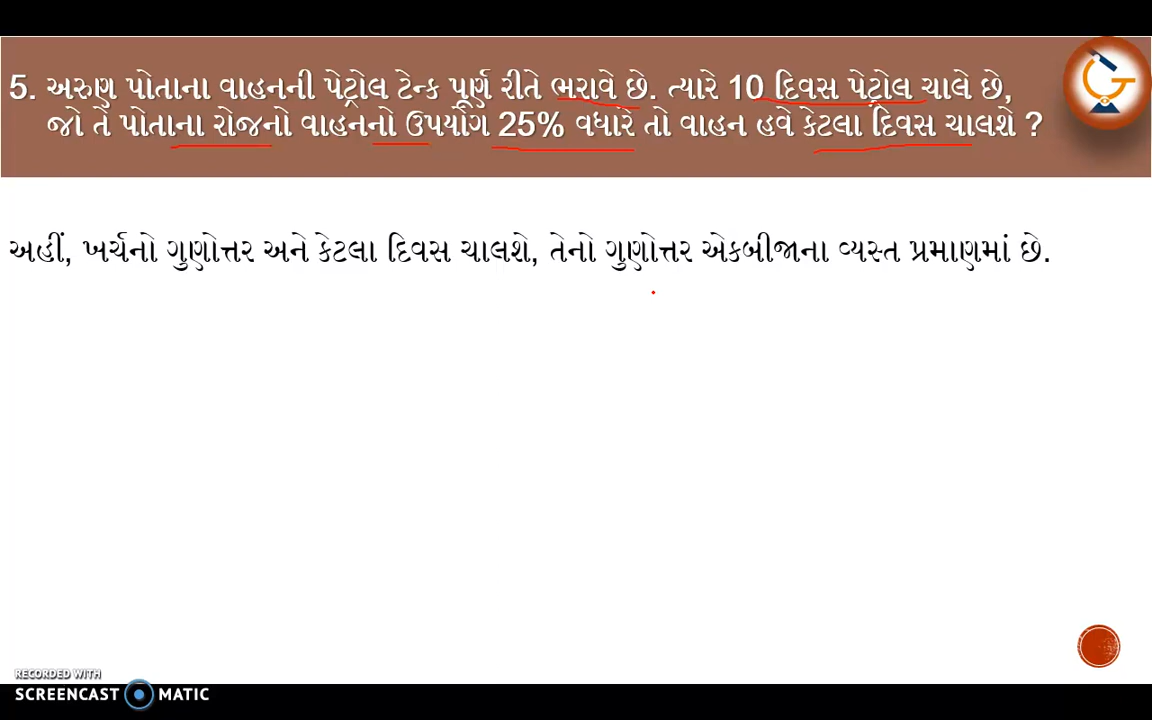 5. અરુણ પોતાના વાહનની પેટ્રોલ ટેન્ક પૂર્ણ રીતે ભરાવે છે. ત્યારે 10 દિવસ પેટ્રોલ ચાલે છે,
જો તે પોતાના રોજનો વાહનનો ઉપયોગ 25% વધારે તો વાહન હવે કેટલા દિવસ ચાલશે ?
અહીં, ખર્ચનો ગુણોત્તર અને કેટલા દિવસ ચાલશે, તેનો ગુણોત્તર એકબીજાના વ્યસ્ત પ્રમાણમાં છે.
RECORDED WITH
SCREENCAST MATIC